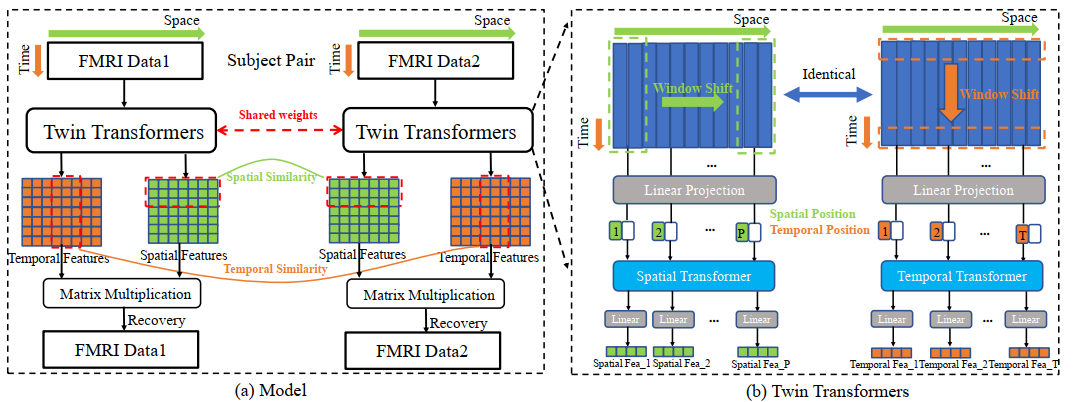 Space
Time
FMRI Data1
Subject Pair
Space
Time
FMRI Data2
Twin Transformers
Shared weights
Twin Transformers
Spatial Similarity
Temporal Features
Spatial Features
Spatial Features
Temporal Features
Temporal Similarity
Matrix Multiplication
Matrix Multiplication
Recovery
Recovery
FMRI Data1
FMRI Data2
(a) Model
Space
Time
Window Shift
Identical
Space
Time
Window Shift
...
...
Linear Projection
Linear Projection
Spatial Position
Temporal Position
1
2
...
P
1
2
...
T
Spatial Transformer
Temporal Transformer
Linear
Linear
...
Linear
Linear
Linear
...
Linear
Spatial Fea_1
Spatial Fea_2
Spatial Fea_P
Temporal Fea_1
Temporal Fea_2
Temporal Fea_T
(b) Twin Transformers